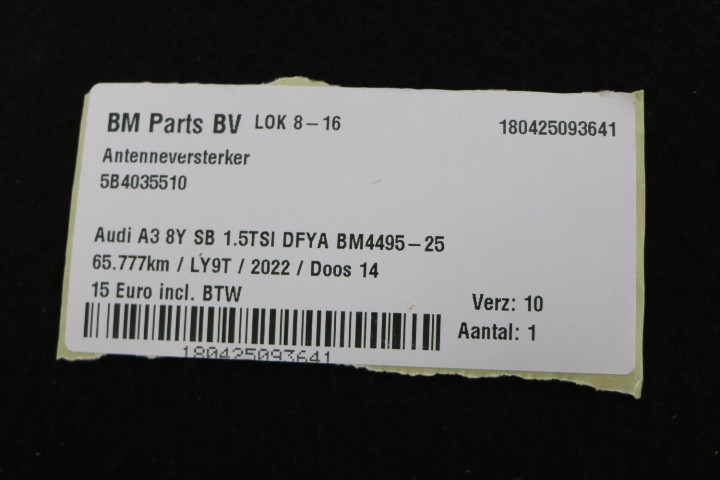 BM Parts BV LOK 8-16 180425093641
Antenneversterker
5B4035510
Audi A3 8Y SB 1.5TSI DFYA BM4495-25
65.777km / LY9T / 2022 / Doos 14
15 Euro incl. BTW Verz: 10
Aantal: 1
180425093641